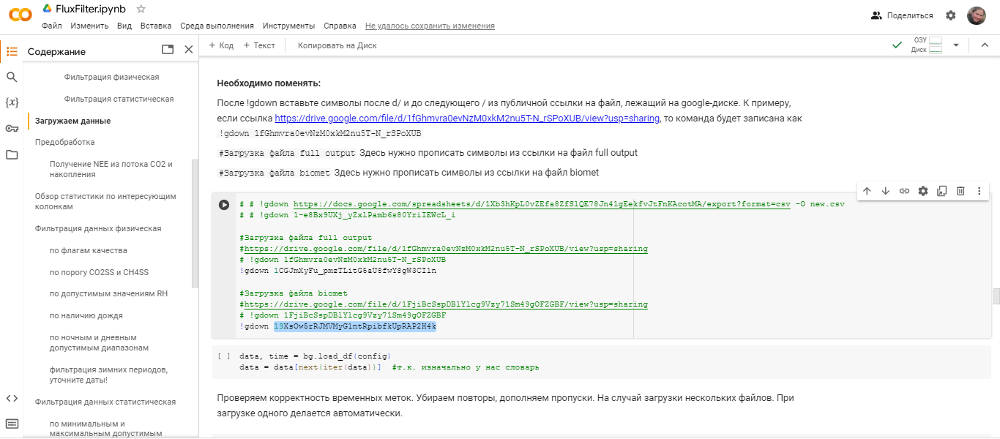 FluxFilter.ipynb
Файл Изменить Вид Вставка Среда выполнения Инструменты Справка Не удалось сохранить изменения
Поделиться
Содержание
+ Код + Текст Копировать на Диск
ОЗУ
Диск
Фильтрация физическая
Фильтрация статистическая
Загружаем данные
Предобработка
Получение NEE из потока CO2 и
накопления
Обзор статистики по интересующим
колонкам
Фильтрация данных физическая
по флагам качества
по порогу CO2SS и CH4SS
по допустимым значениям RH
по наличию дождя
по ночным и дневным
допустимым диапазонам
фильтрация зимних периодов,
уточните даты!
Фильтрация данных статистическая
по минимальным и
максимальным допустимым
Необходимо поменять:
После !gdown вставьте символы после d/ и до следующего / из публичной ссылки на файл, лежащий на google-диске. К примеру,
если ссылка https://drive.google.com/file/d/1fGhmvra0evNzM0xkM2nu5T-N_rSPoXUB/view?usp=sharing, то команда будет записана как
!gdown 1fGhmvra0evNzM0xkM2nu5T-N_rSPoXUB
#Загрузка файла full output Здесь нужно прописать символы из ссылки на файл full output
#Загрузка файла biomet Здесь нужно прописать символы из ссылки на файл biomet
# # !gdown https://docs.google.com/spreadsheets/d/1Xb3hKpL0vZEfa8ZfSlQE78Jn41gEekfvJtFnKAcotMA/export?format=csv -O new.csv
# # !gdown 1-e8Bx9UXj_yZxlPamb6s80YriIEWcL_i
#Загрузка файла full output
#https://drive.google.com/file/d/1fGhmvra0evNzM0xkM2nu5T-N_rSPoXUB/view?usp=sharing
# !gdown 1fGhmvra0evNzM0xkM2nu5T-N_rSPoXUB
!gdown 1CGJmXyFu_pmzTLitG5aU8fwY8gW3CI1n
#Загрузка файла biomet
#https://drive.google.com/file/d/1FjiBcSspDBlYlcg9Vzy71Sm49gOFZGBF/view?usp=sharing
# !gdown 1FjiBcSspDBlYlcg9Vzy71Sm49gOFZGBF
!gdown 19XsOw5rRJMVMyG1ntRpibfkUpRAP2H4k
[ ] data, time = bg.load_df(config)
data = data[next(iter(data))] #т.к. изначально у нас словарь
Проверяем корректность временных меток. Убираем повторы, дополняем пропуски. На случай загрузки нескольких файлов. При
загрузке одного делается автоматически.